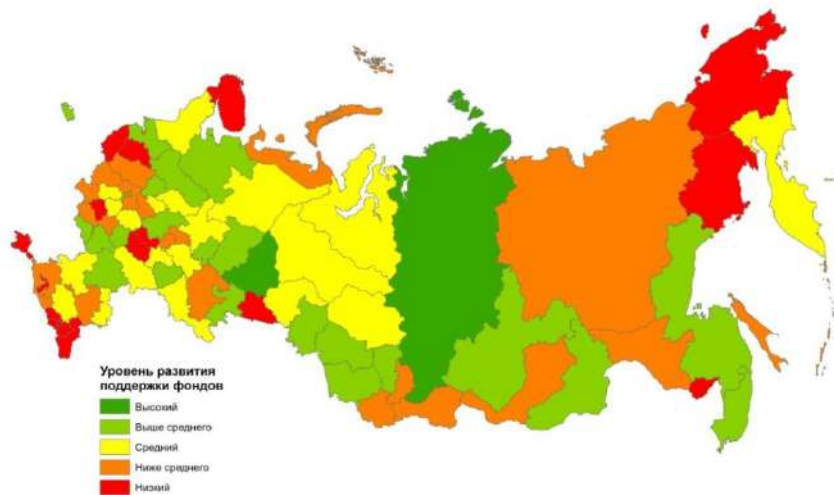 Уровень развития
поддержки фондов
Высокий
Выше среднего
Средний
Ниже среднего
Низкий